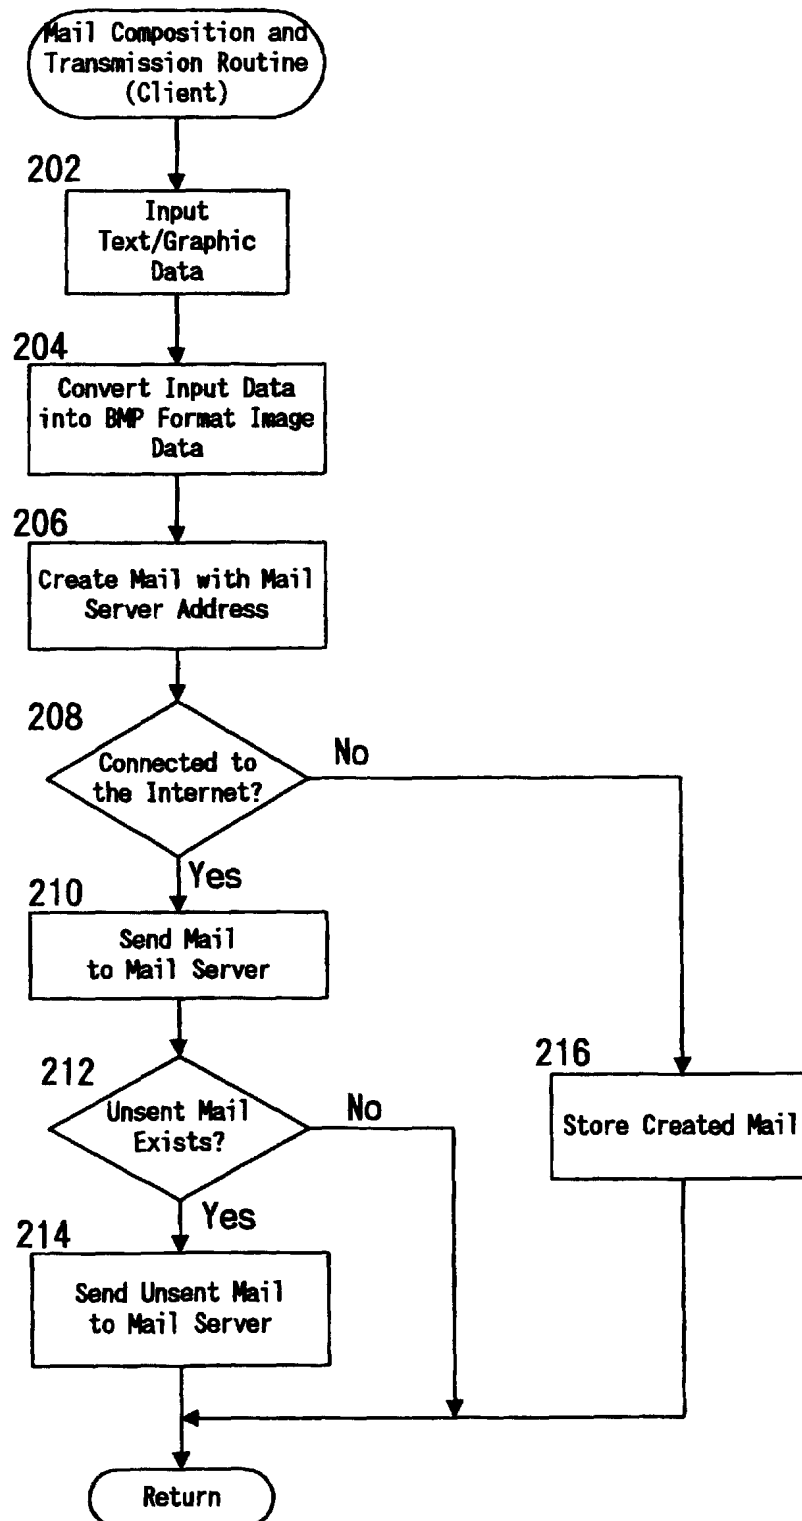 Mail Composition and
Transmission Routine
(Client)
202
Input
Text/Graphic
Data
204
Convert Input Data
into BMP Format Image
Data
206
Create Mail with Mail
Server Address
208
Connected to
the Internet?
No
Yes
210
Send Mail
to Mail Server
212
Unsent Mail
Exists?
No
216
Store Created Mail
Yes
214
Send Unsent Mail
to Mail Server
Return